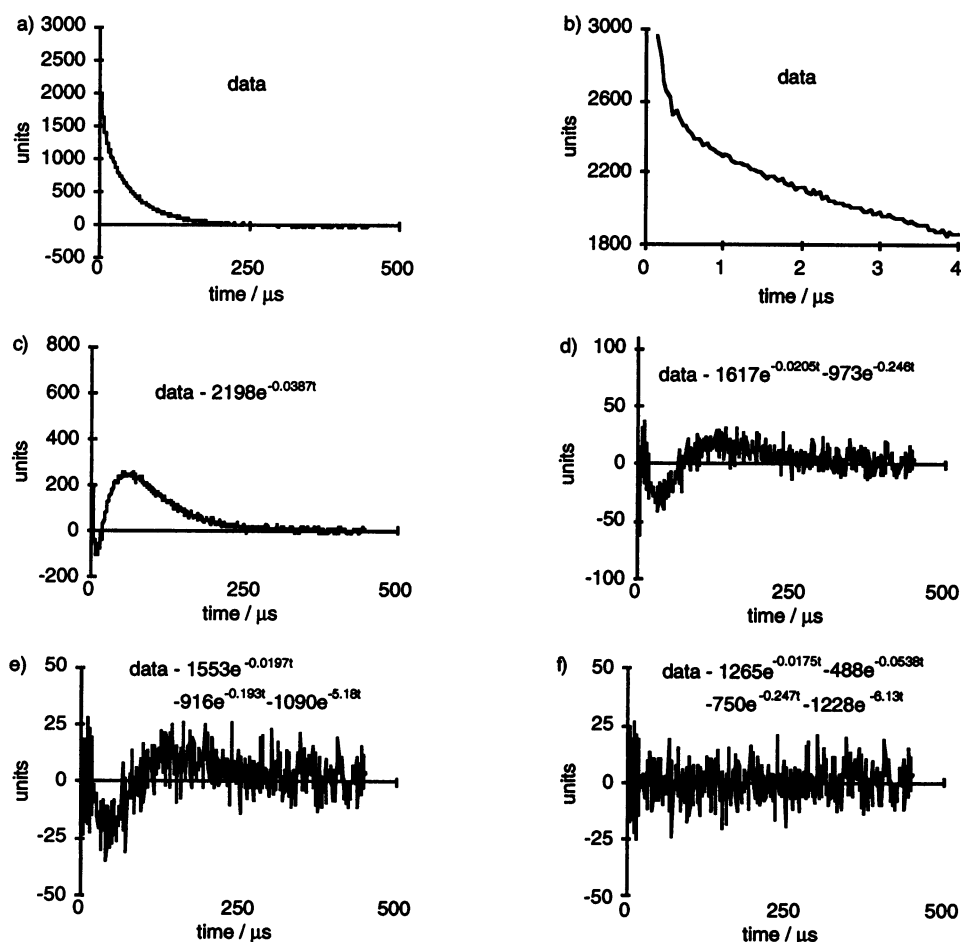 a) 3000
2500
2000
1500
1000
500
0
-500
units
data
0 250 500
time / μs
b) 3000
2600
2200
1800
units
data
0 1 2 3 4
time / μs
c) 800
600
400
200
0
-200
units
data - 2198e^-0.0387t
0 250 500
time / μs
d) 100
50
0
-50
-100
units
data - 1617e^-0.0205t -973e^-0.246t
0 250 500
time / μs
e) 50
25
0
-25
-50
units
data - 1553e^-0.0197t
-916e^-0.193t -1090e^-5.18t
0 250 500
time / μs
f) 50
25
0
-25
-50
units
data - 1265e^-0.0175t -488e^-0.0538t
-750e^-0.247t -1228e^-6.13t
0 250 500
time / μs